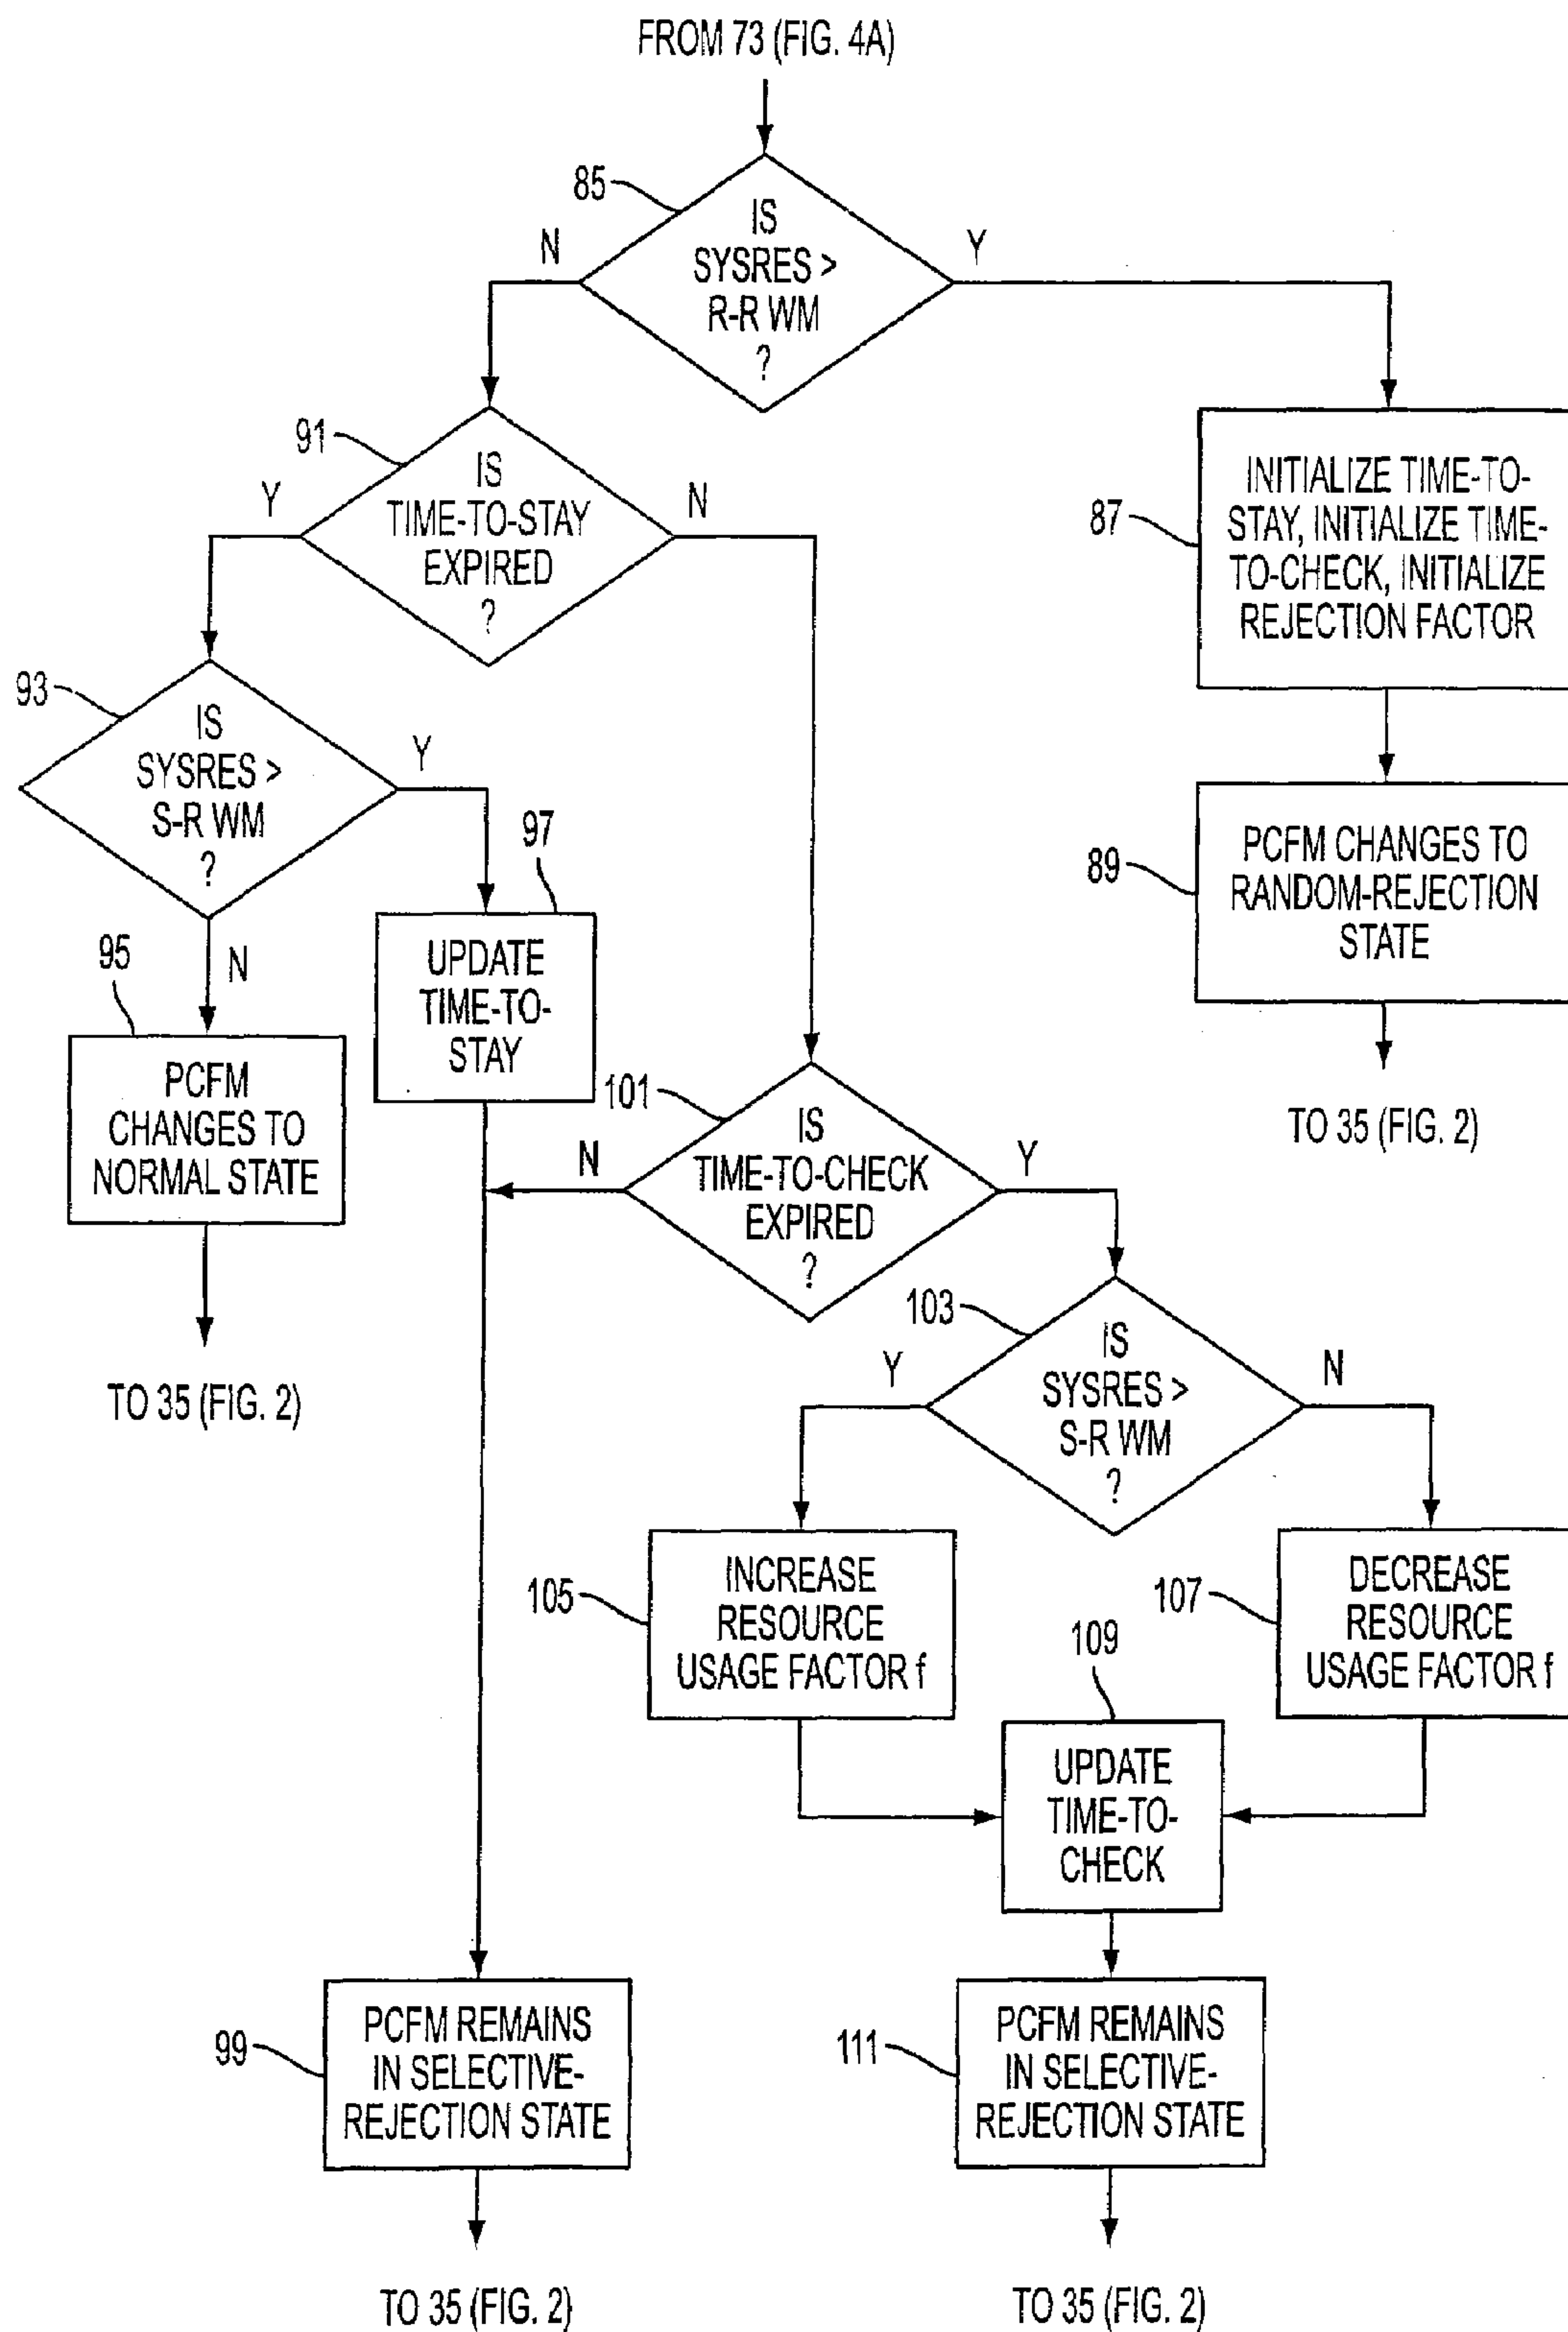 FROM 73 (FIG. 4A)
85
IS
SYSRES >
R-R WM
?
N
Y
91
IS
TIME-TO-STAY
EXPIRED
?
Y
N
87
INITIALIZE TIME-TO-
STAY, INITIALIZE TIME-
TO-CHECK, INITIALIZE
REJECTION FACTOR
93
IS
SYSRES >
S-R WM
?
Y
N
89
PCFM CHANGES TO
RANDOM-REJECTION
STATE
TO 35 (FIG. 2)
95
PCFM
CHANGES TO
NORMAL STATE
TO 35 (FIG. 2)
97
UPDATE
TIME-TO-
STAY
101
IS
TIME-TO-CHECK
EXPIRED
?
N
Y
103
IS
SYSRES >
S-R WM
?
Y
N
105
INCREASE
RESOURCE
USAGE FACTOR f
107
DECREASE
RESOURCE
USAGE FACTOR f
109
UPDATE
TIME-TO-
CHECK
99
PCFM REMAINS
IN SELECTIVE-
REJECTION STATE
TO 35 (FIG. 2)
111
PCFM REMAINS
IN SELECTIVE-
REJECTION STATE
TO 35 (FIG. 2)